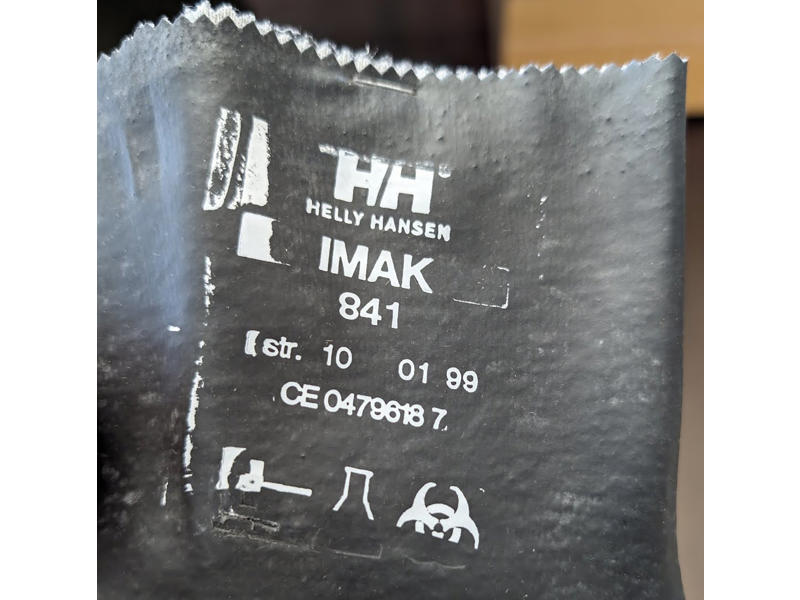 HH
HELLY HANSEN
IMAK
841
str. 10 01 99
CE 0479618 7